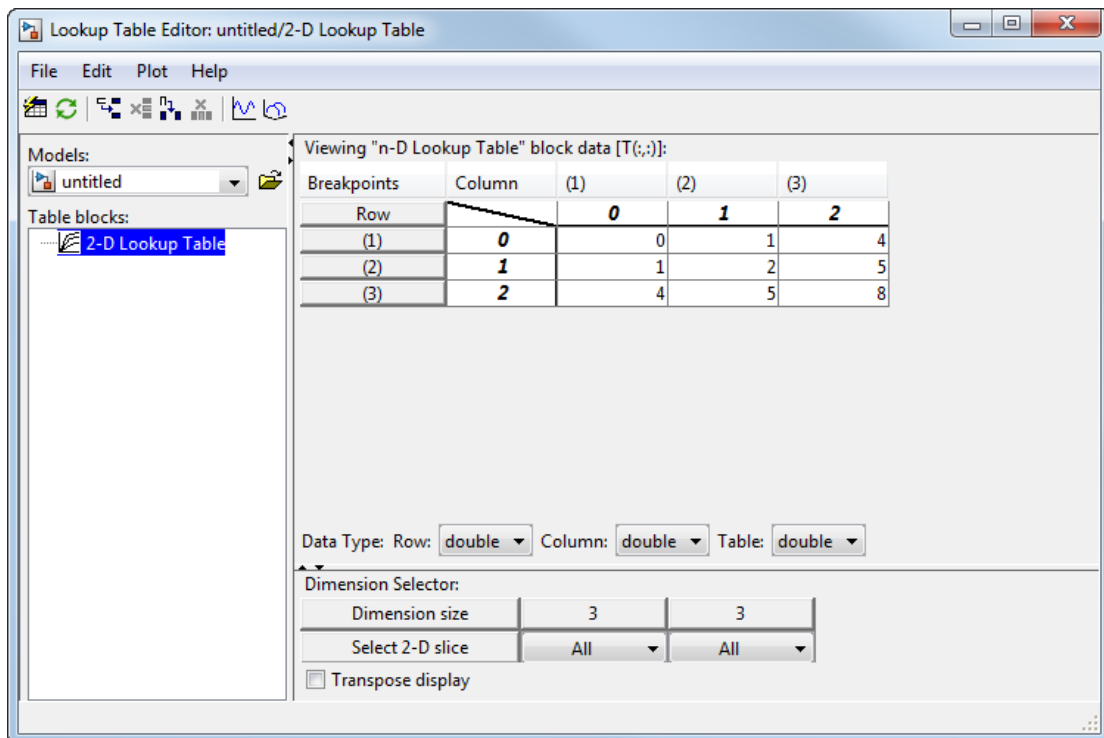 Lookup Table Editor: untitled/2-D Lookup Table
File Edit Plot Help
Models:
untitled
Table blocks:
2-D Lookup Table
Viewing "n-D Lookup Table" block data [T(:,:)]:
Breakpoints Column (1) (2) (3)
Row 0 1 2
(1) 0 0 1 4
(2) 1 1 2 5
(3) 2 4 5 8
Data Type: Row: double Column: double Table: double
Dimension Selector:
Dimension size 3 3
Select 2-D slice All All
Transpose display